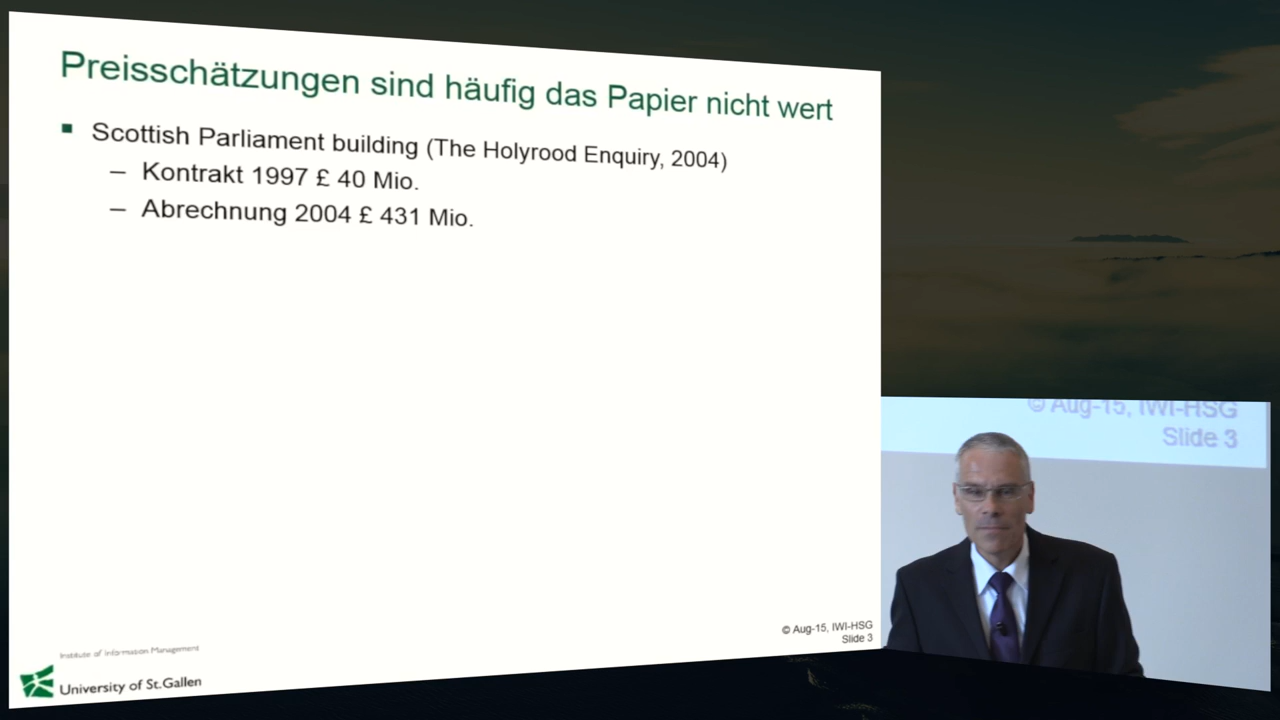 Preisschätzungen sind häufig das Papier nicht wert
▪ Scottish Parliament building (The Holyrood Enquiry, 2004)
– Kontrakt 1997 £ 40 Mio.
– Abrechnung 2004 £ 431 Mio.
© Aug-15, IWI-HSG
Slide 3
© Aug-15, IWI-HSG
Slide 3
Institute of Information Management
University of St.Gallen